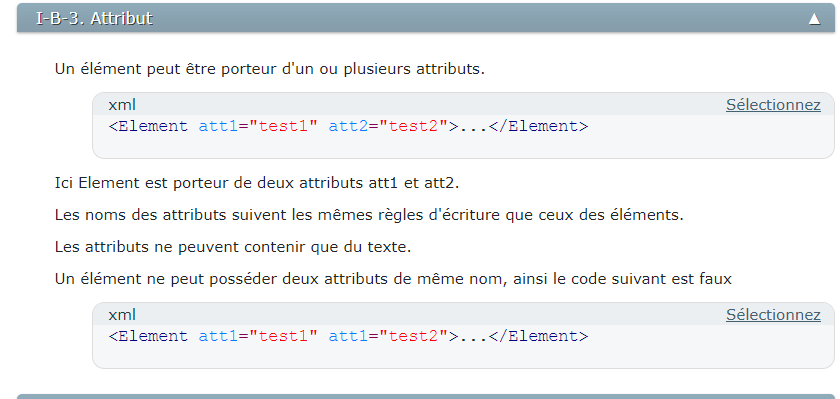 I-B-3. Attribut ▲
Un élément peut être porteur d'un ou plusieurs attributs.
xml Sélectionnez
<Element att1="test1" att2="test2">...</Element>
Ici Element est porteur de deux attributs att1 et att2.
Les noms des attributs suivent les mêmes règles d'écriture que ceux des éléments.
Les attributs ne peuvent contenir que du texte.
Un élément ne peut posséder deux attributs de même nom, ainsi le code suivant est faux
xml Sélectionnez
<Element att1="test1" att1="test2">...</Element>